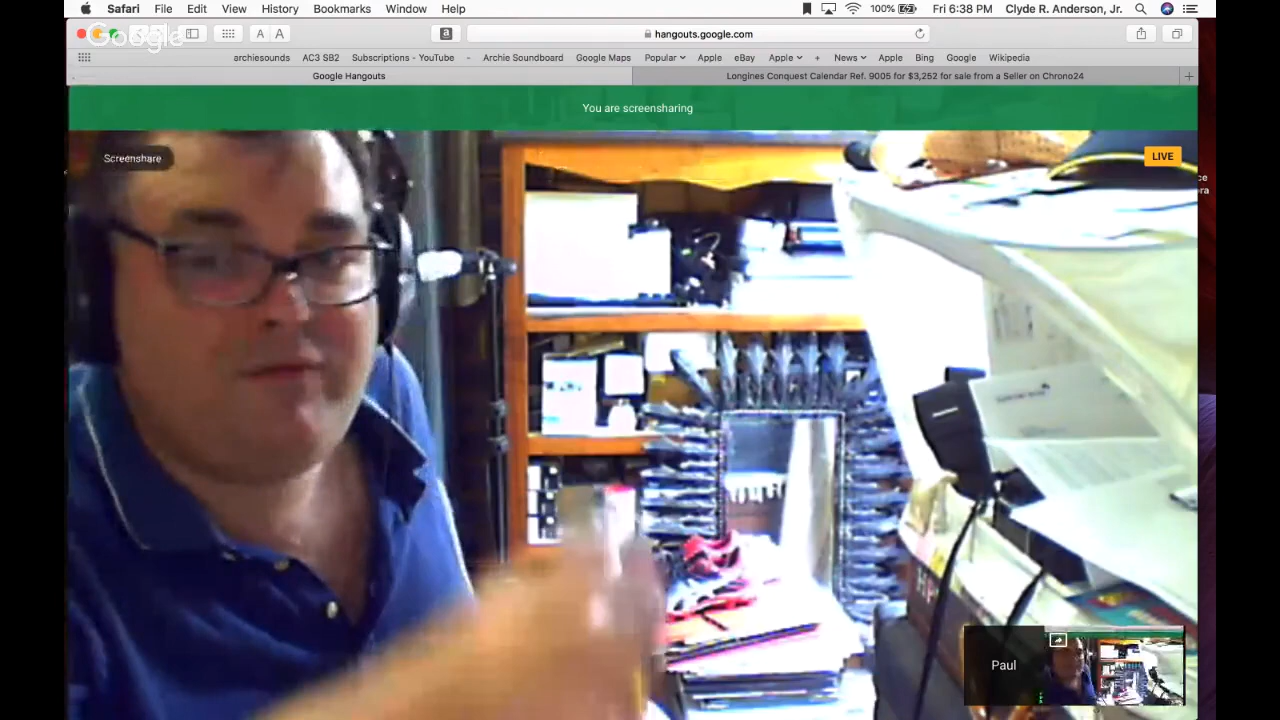 Safari File Edit View History Bookmarks Window Help 100% Fri 6:38 PM Clyde R. Anderson, Jr.
Google
A A a hangouts.google.com
archiesounds AC3 SB2 Subscriptions - YouTube - Archie Soundboard Google Maps Popular Apple eBay Apple + News Apple Bing Google Wikipedia
Google Hangouts Longines Conquest Calendar Ref. 9005 for $3,252 for sale from a Seller on Chrono24 +
You are screensharing
Screenshare
LIVE
Paul